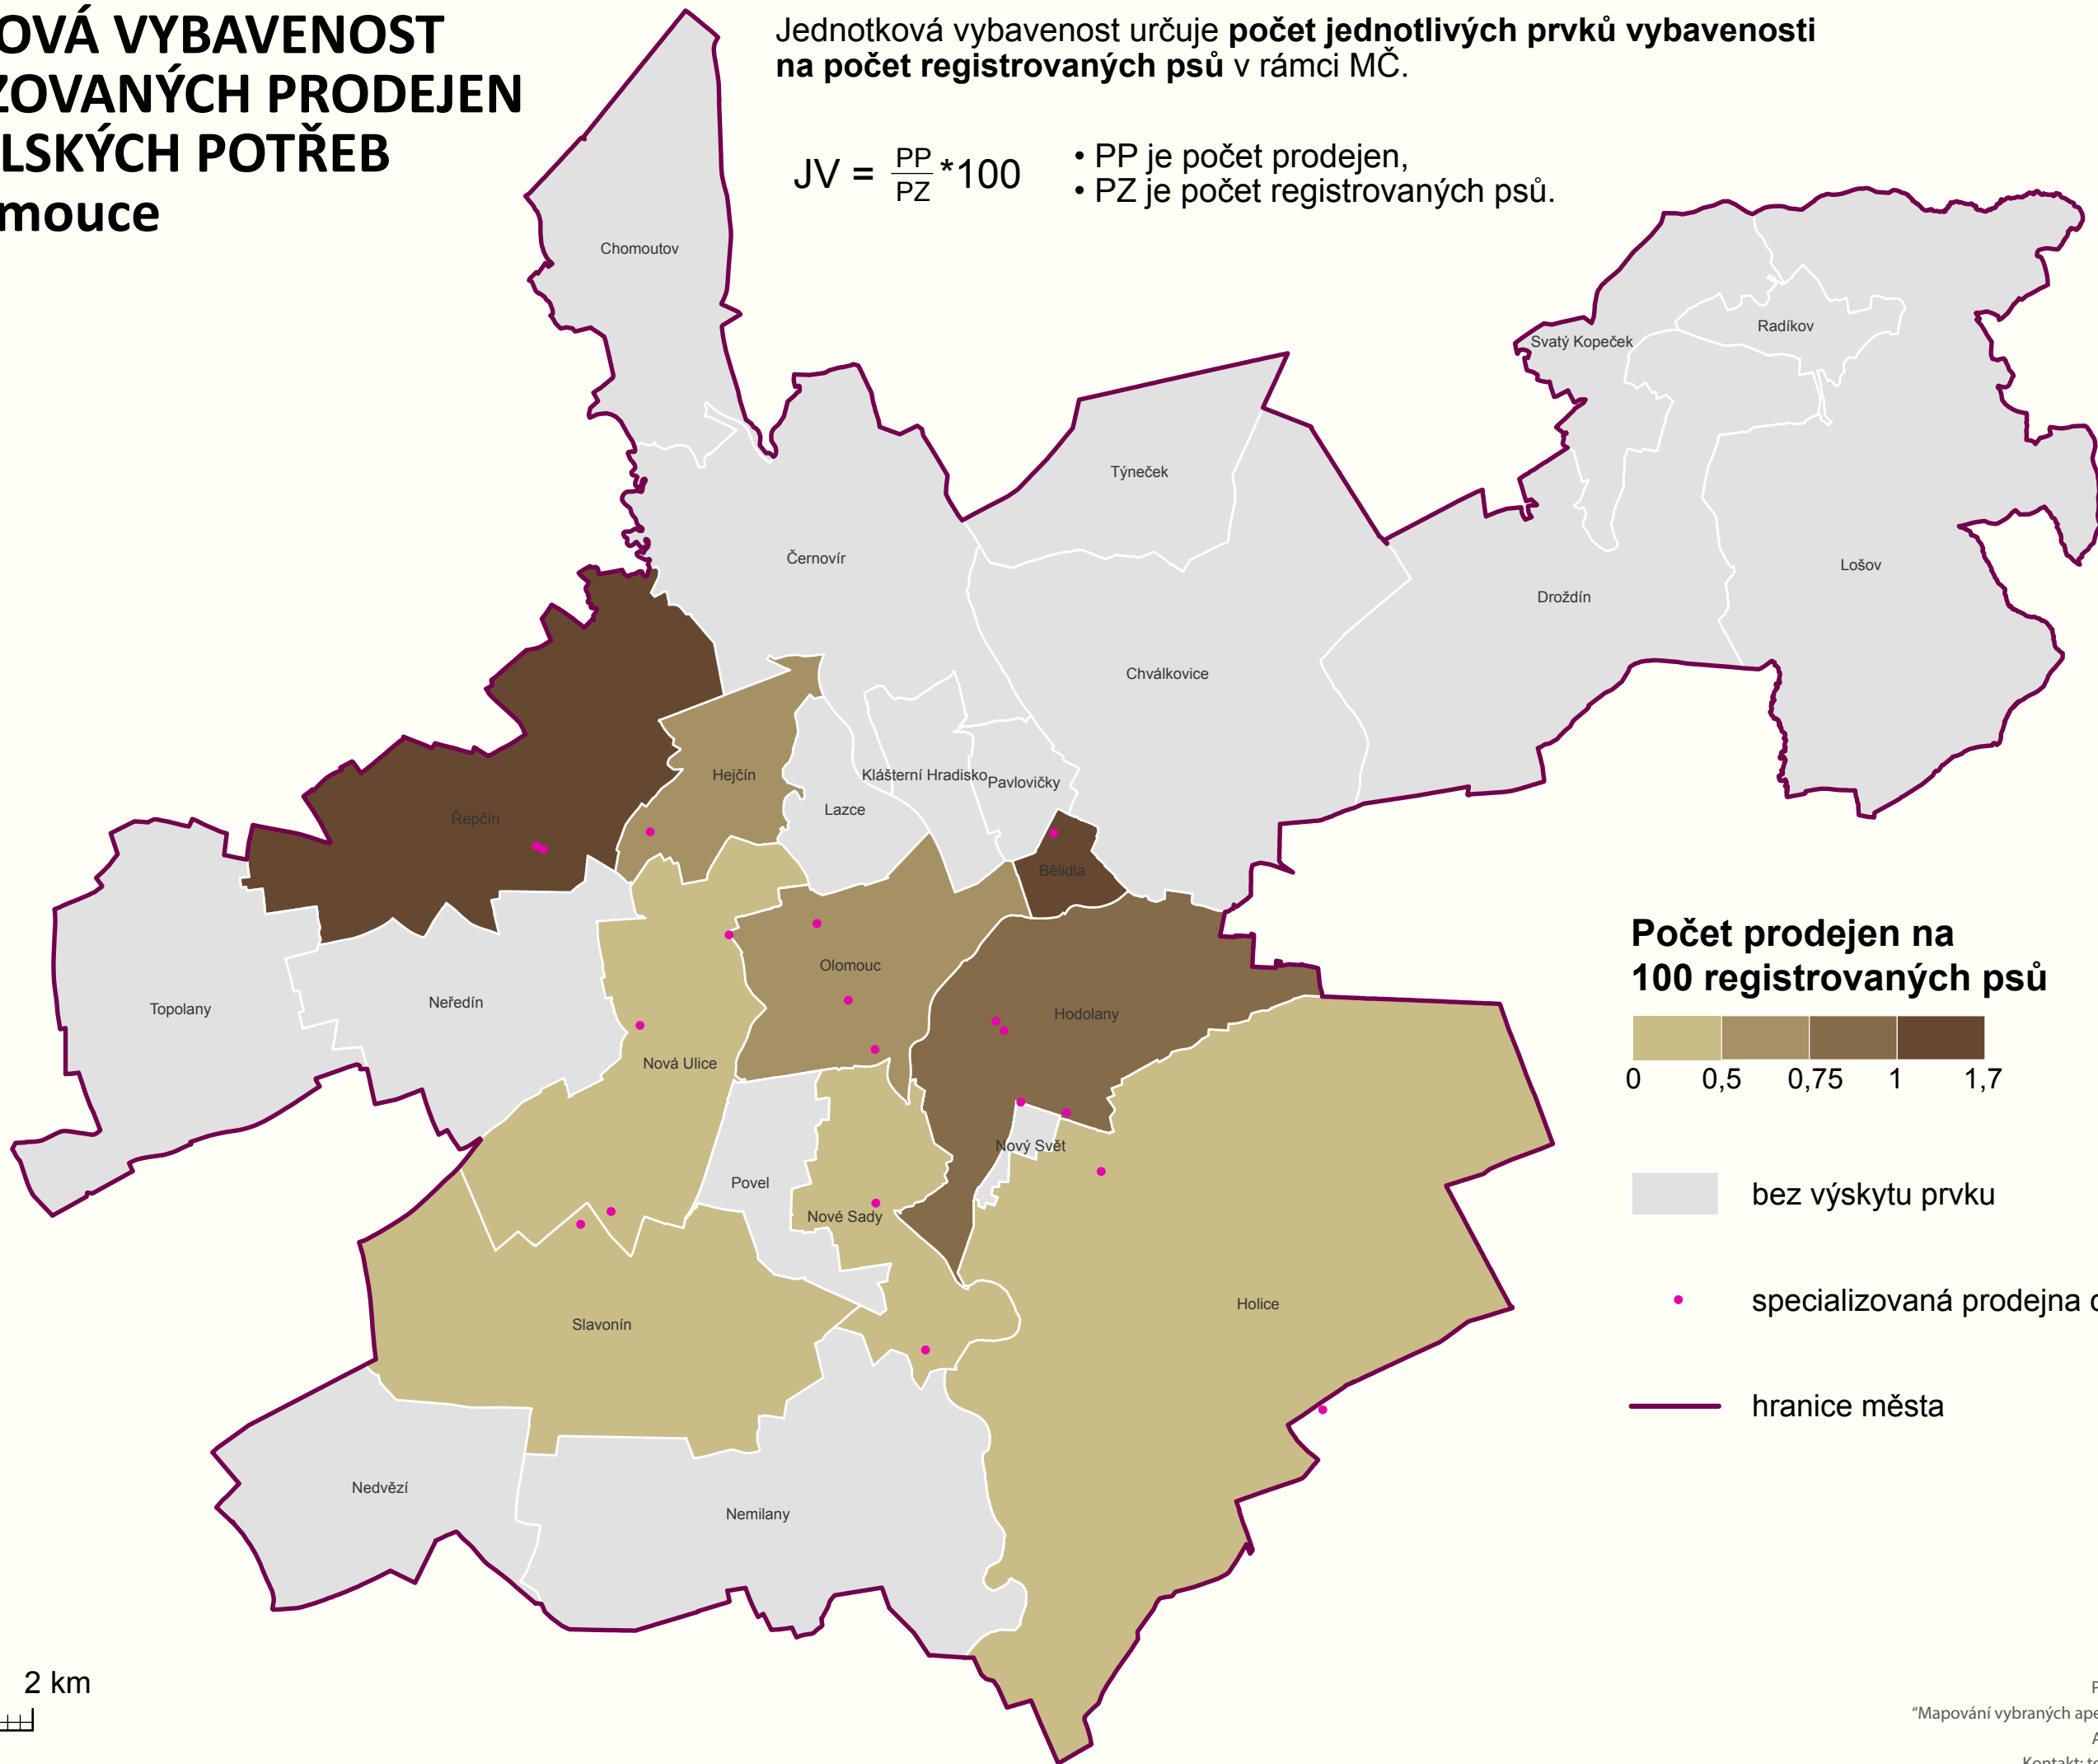 OVÁ VYBAVENOST
ZOVANÝCH PRODEJEN
LSKÝCH POTŘEB
mouce
Jednotková vybavenost určuje počet jednotlivých prvků vybavenosti
na počet registrovaných psů v rámci MČ.
JV = PP/PZ *100
• PP je počet prodejen,
• PZ je počet registrovaných psů.
Chomoutov
Radíkov
Svatý Kopeček
Týneček
Černovír
Lošov
Droždín
Chválkovice
Hejčín
Klášterní Hradisko
Pavlovičky
Lazce
Řepčín
Bělidla
Olomouc
Neředín
Topolany
Hodolany
Nová Ulice
Nový Svět
Povel
Nové Sady
Holice
Slavonín
Nedvězí
Nemilany
Počet prodejen na
100 registrovaných psů
0 0,5 0,75 1 1,7
bez výskytu prvku
specializovaná prodejna
hranice města
2 km
P
“Mapování vybraných ape
A
Kontakt: t